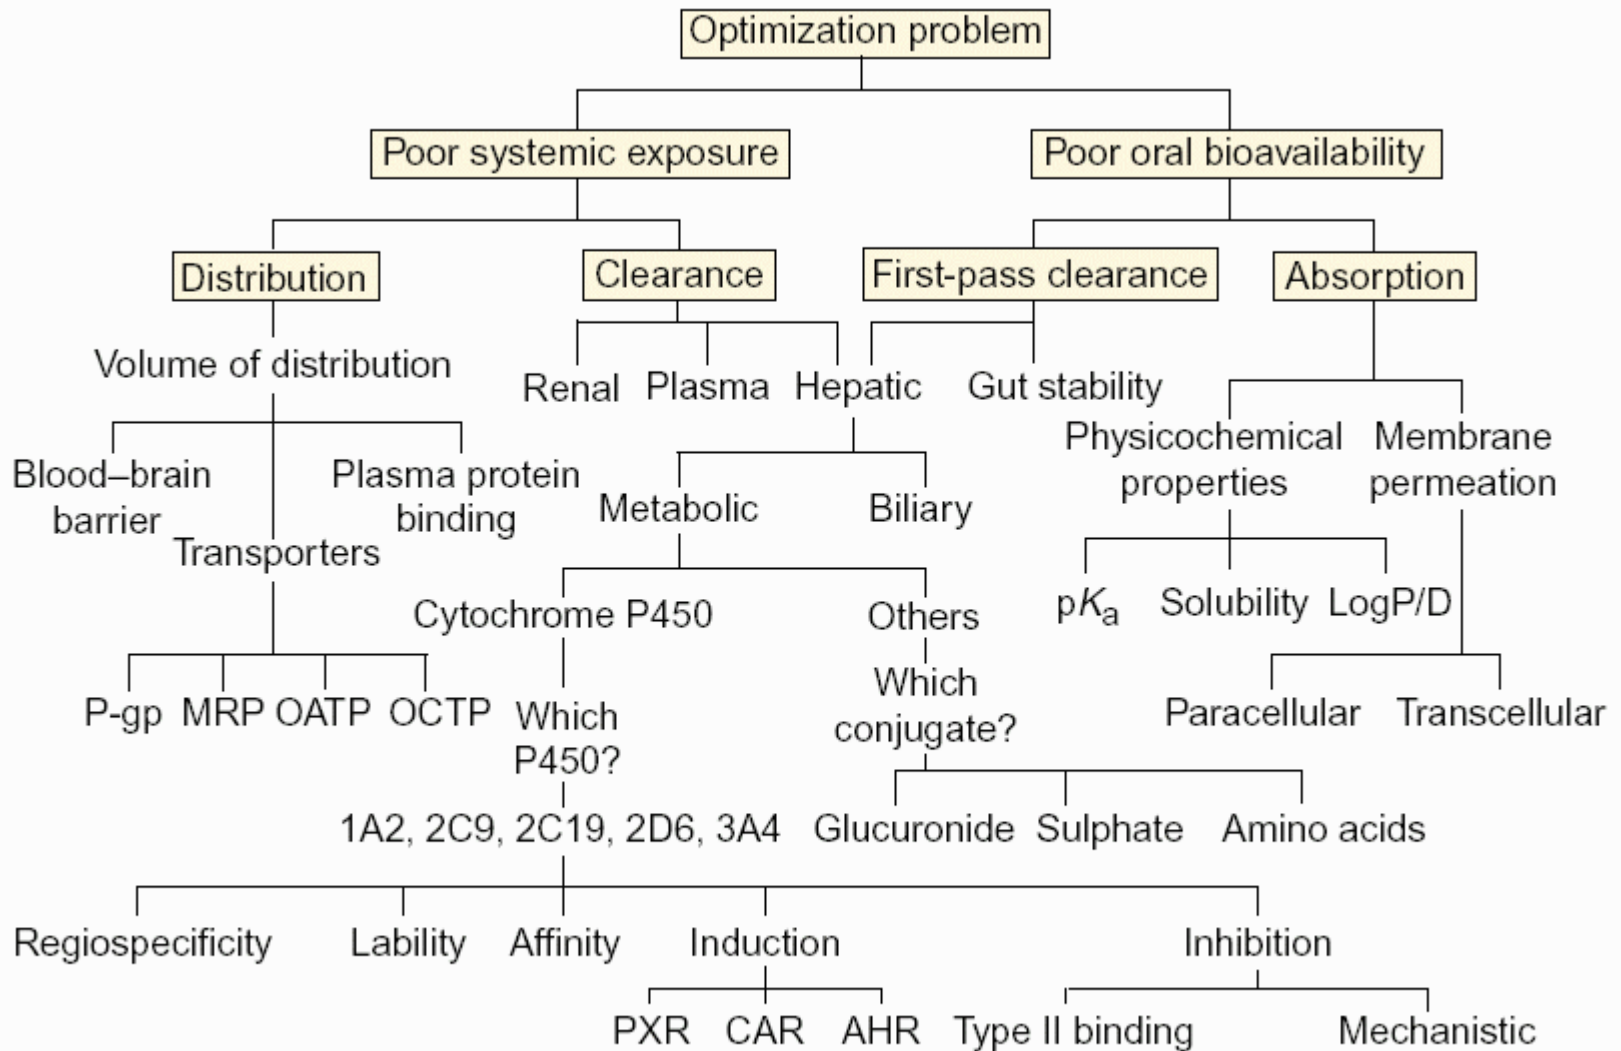 Optimization problem
Poor systemic exposure
Poor oral bioavailability
Distribution
Clearance
First-pass clearance
Absorption
Volume of distribution
Renal
Plasma
Hepatic
Gut stability
Physicochemical
properties
Membrane
permeation
Blood–brain
barrier
Plasma protein
binding
Transporters
Metabolic
Biliary
pKa
Solubility
LogP/D
Cytochrome P450
Others
P-gp
MRP
OATP
OCTP
Which
P450?
Which
conjugate?
Paracellular
Transcellular
1A2, 2C9, 2C19, 2D6, 3A4
Glucuronide
Sulphate
Amino acids
Regiospecificity
Lability
Affinity
Induction
Inhibition
PXR
CAR
AHR
Type II binding
Mechanistic